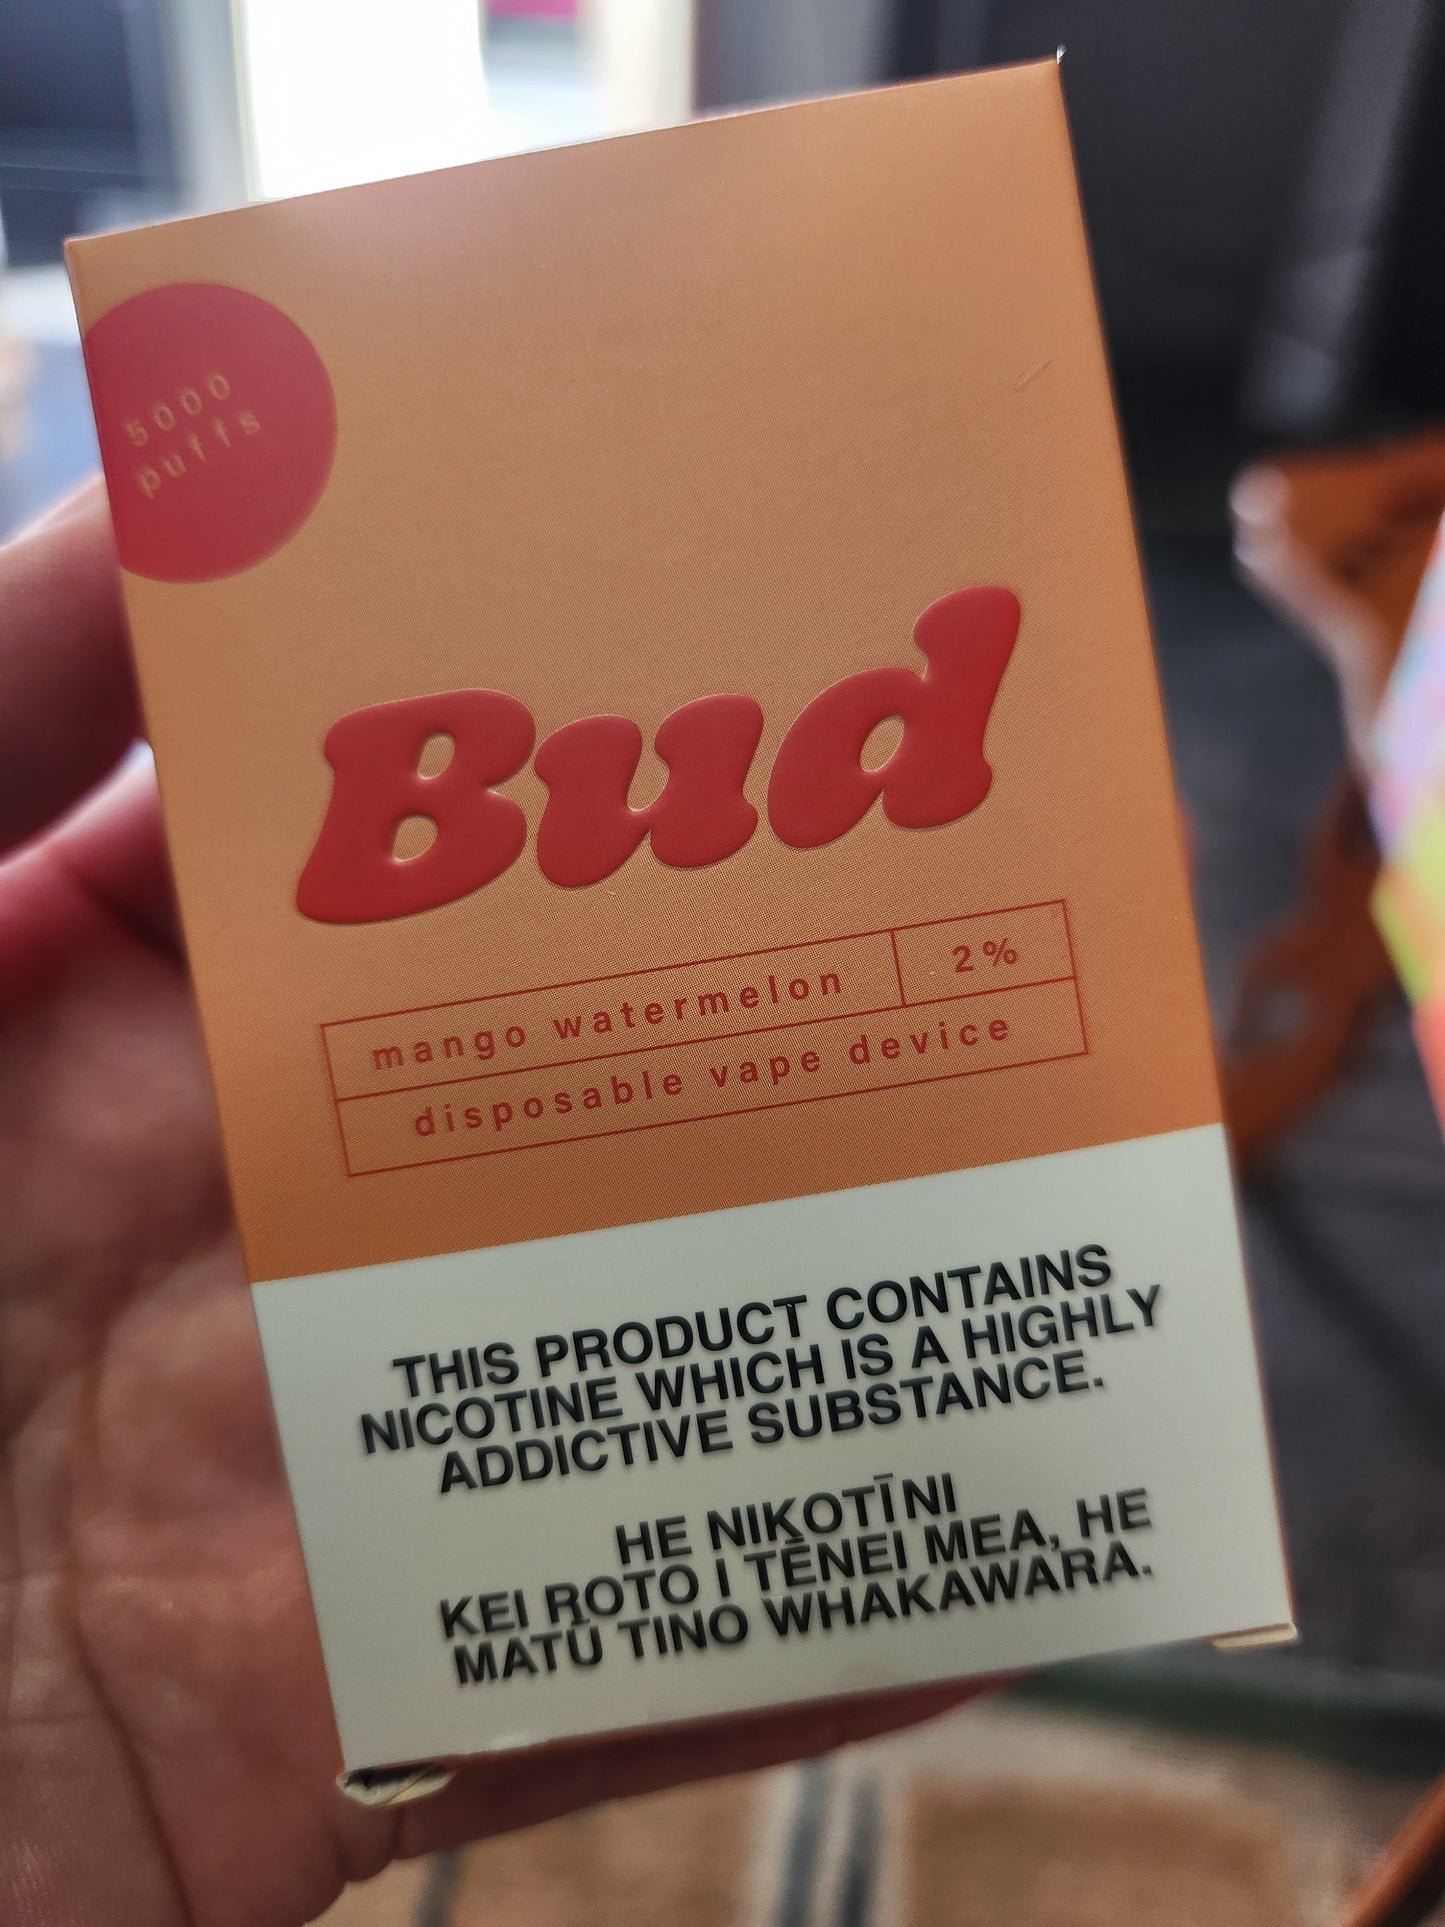 5000
puffs
Bud
mango watermelon 2%
disposable vape device
THIS PRODUCT CONTAINS
NICOTINE WHICH IS A HIGHLY
ADDICTIVE SUBSTANCE.
HE NIKOTĪNI
KEI ROTO I TĒNEI MEA, HE
MATŪ TINO WHAKAWARA.